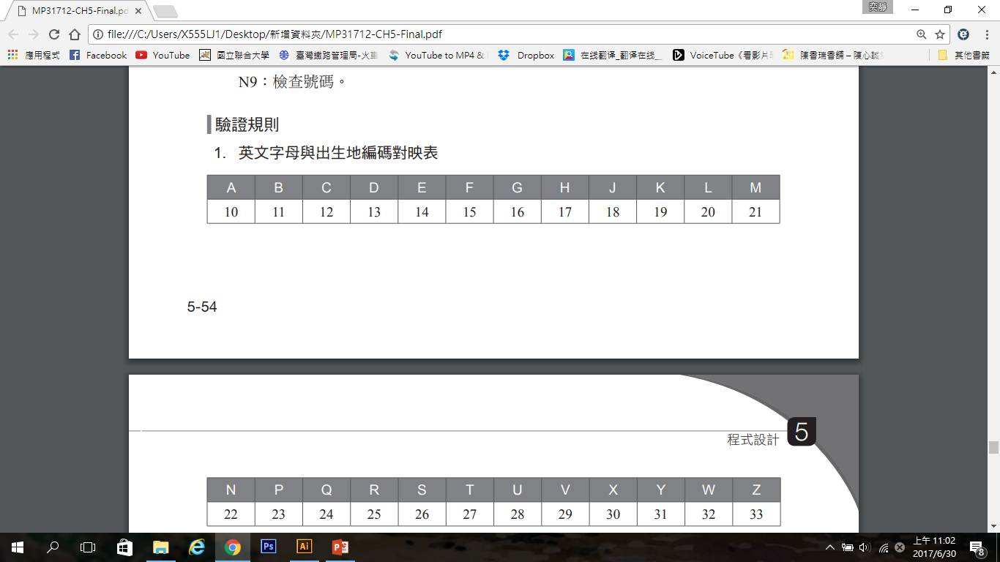 MP31712-CH5-Final.pd
奕靜
file:///C:/Users/X555LJ1/Desktop/新增資料夾/MP31712-CH5-Final.pdf
應用程式 Facebook YouTube 國立聯合大學 臺灣鐵路管理局-火車 YouTube to MP4 & Dropbox 在线翻译_翻译在线_ VoiceTube《看影片 陳香瑞香舖 – 陳心誠 其他書籤
N9：檢查號碼。
驗證規則
1. 英文字母與出生地編碼對映表
A B C D E F G H J K L M
10 11 12 13 14 15 16 17 18 19 20 21
5-54
程式設計 5
N P Q R S T U V X Y W Z
22 23 24 25 26 27 28 29 30 31 32 33
Ps Ai P
上午 11:02
2017/6/30
8